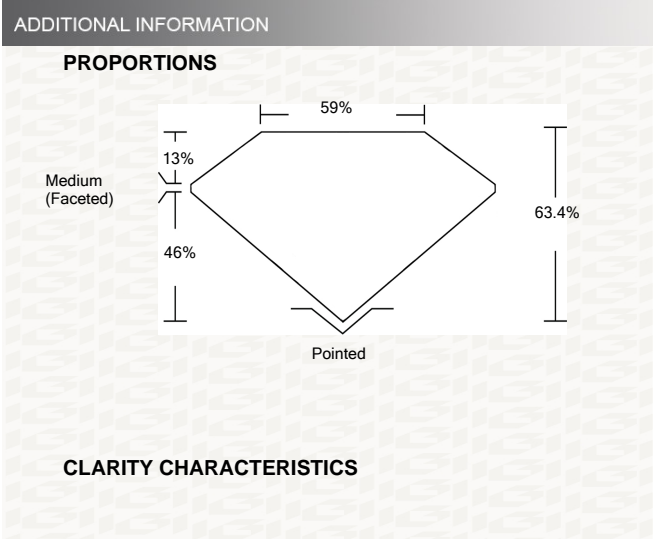 ADDITIONAL INFORMATION
PROPORTIONS
59%
13%
Medium
(Faceted)
63.4%
46%
Pointed
CLARITY CHARACTERISTICS